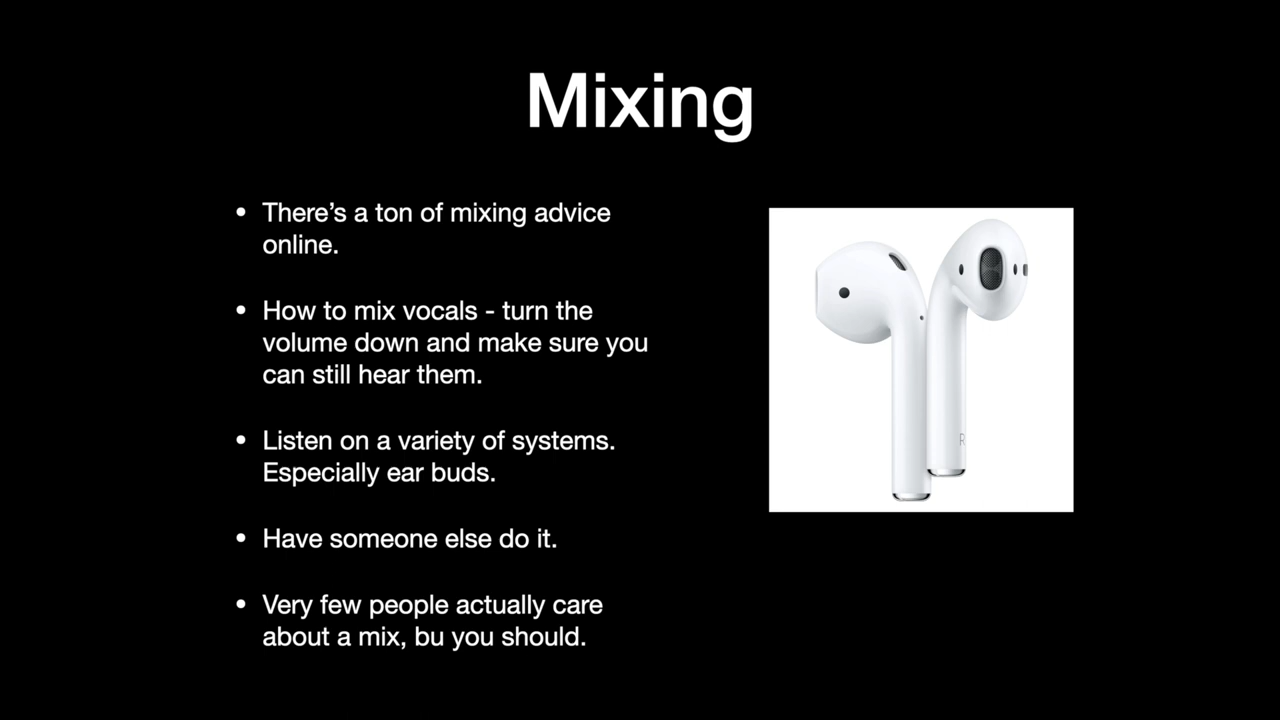 Mixing
• There’s a ton of mixing advice
online.
• How to mix vocals - turn the
volume down and make sure you
can still hear them.
• Listen on a variety of systems.
Especially ear buds.
• Have someone else do it.
• Very few people actually care
about a mix, bu you should.
R